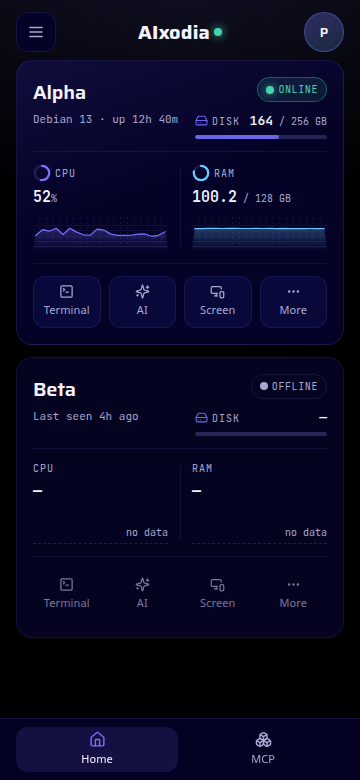 AIxodia
P
Alpha
ONLINE
Debian 13 · up 12h 40m
DISK 164 / 256 GB
CPU
RAM
52%
100.2 / 128 GB
Terminal
AI
Screen
More
Beta
OFFLINE
Last seen 4h ago
DISK —
CPU
RAM
—
—
no data
no data
Terminal
AI
Screen
More
Home
MCP